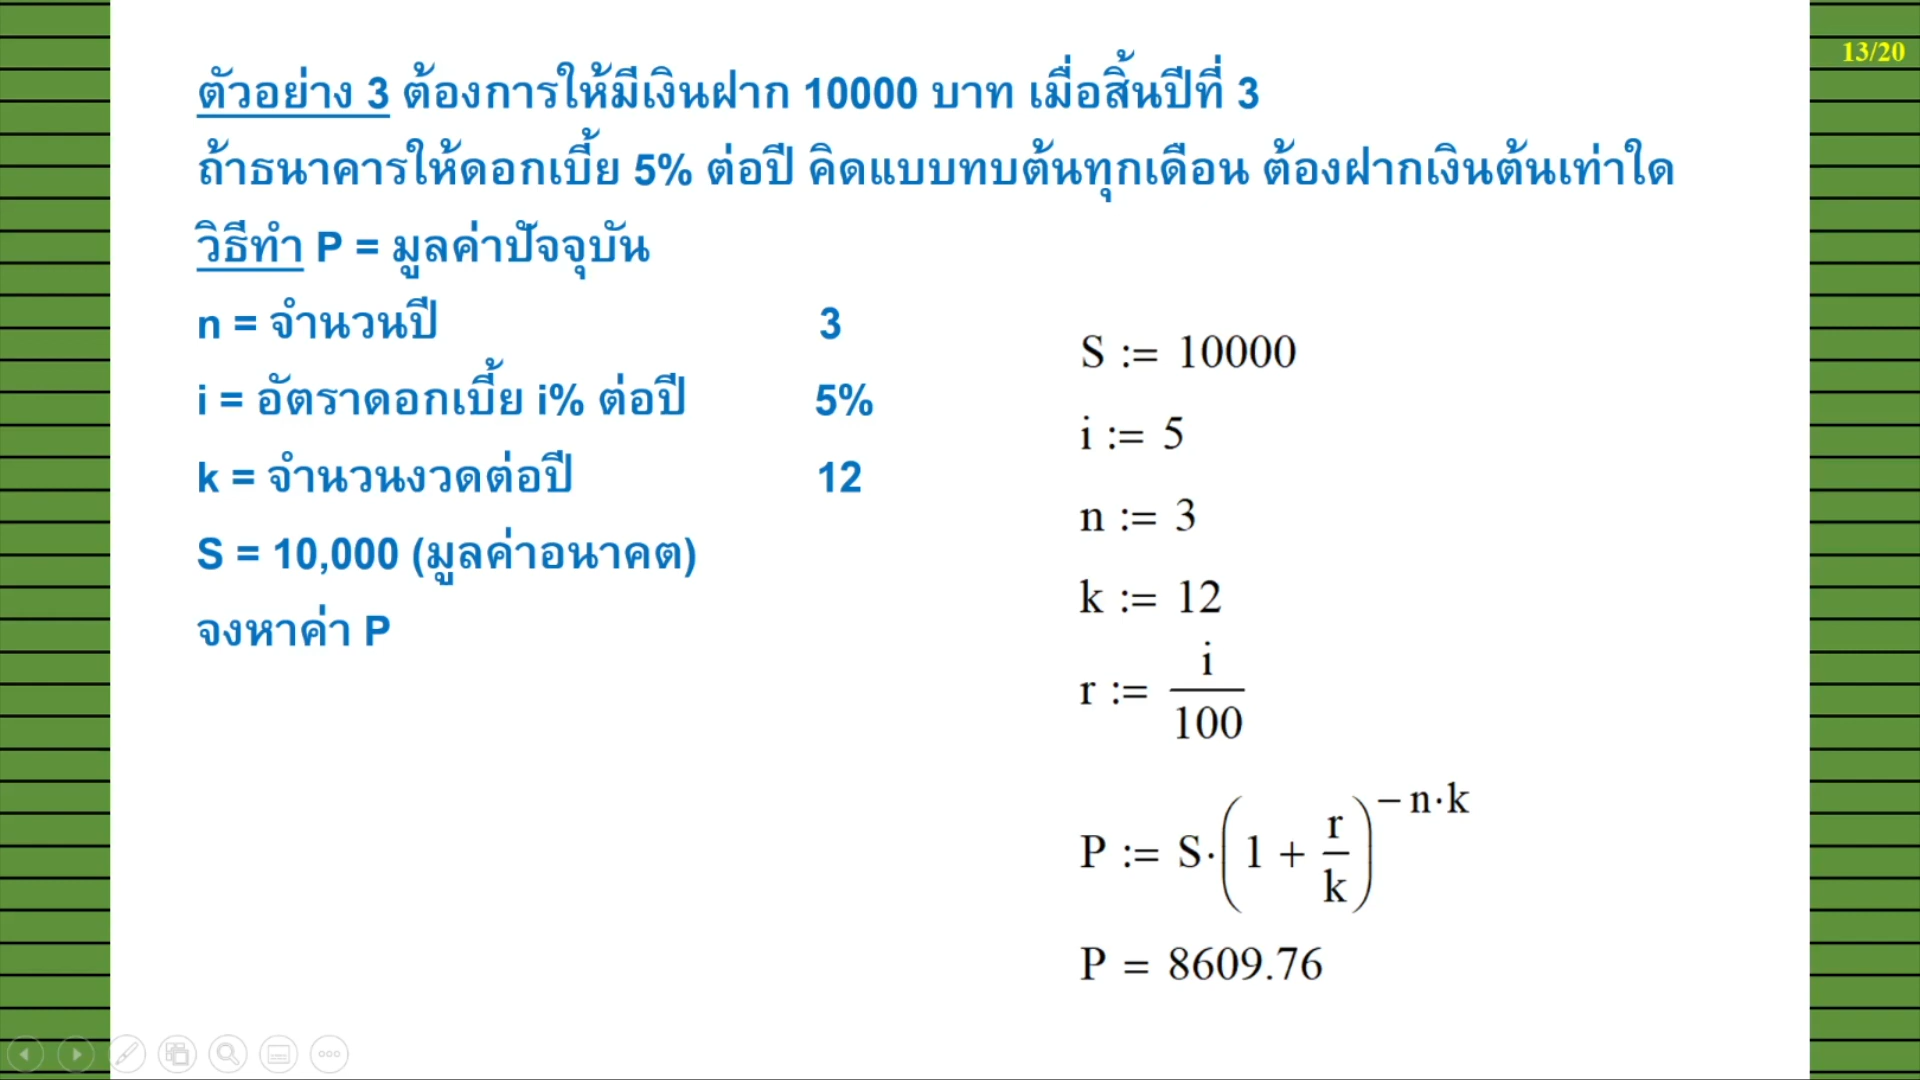 13/20
ตัวอย่าง 3 ต้องการให้มีเงินฝาก 10000 บาท เมื่อสิ้นปีที่ 3
ถ้าธนาคารให้ดอกเบี้ย 5% ต่อปี คิดแบบทบต้นทุกเดือน ต้องฝากเงินต้นเท่าใด
วิธีทำ P = มูลค่าปัจจุบัน
n = จำนวนปี 3
i = อัตราดอกเบี้ย i% ต่อปี 5%
k = จำนวนงวดต่อปี 12
S = 10,000 (มูลค่าอนาคต)
จงหาค่า P
S := 10000
i := 5
n := 3
k := 12
r := i/100
P := S·(1 + r/k)^(−n·k)
P = 8609.76